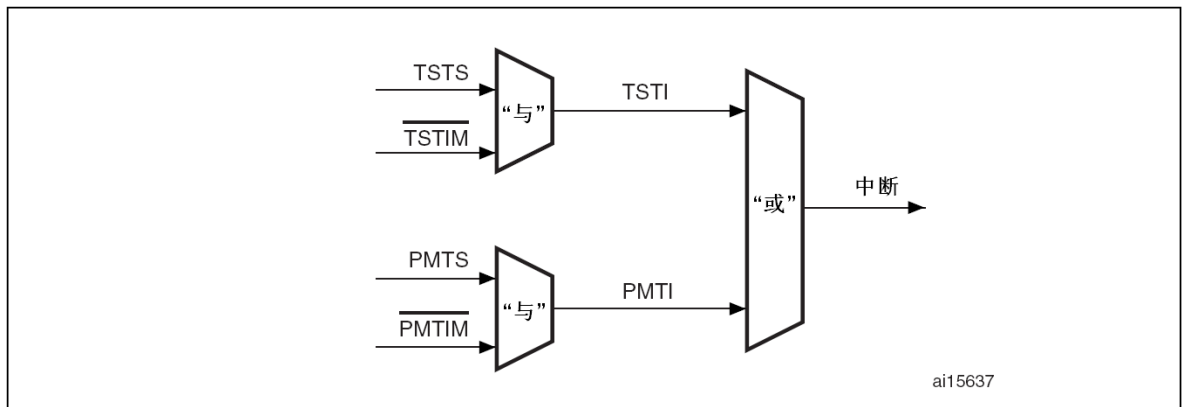 TSTS
TSTIM
“与”
TSTI
“或”
中断
PMTS
PMTIM
“与”
PMTI
ai15637